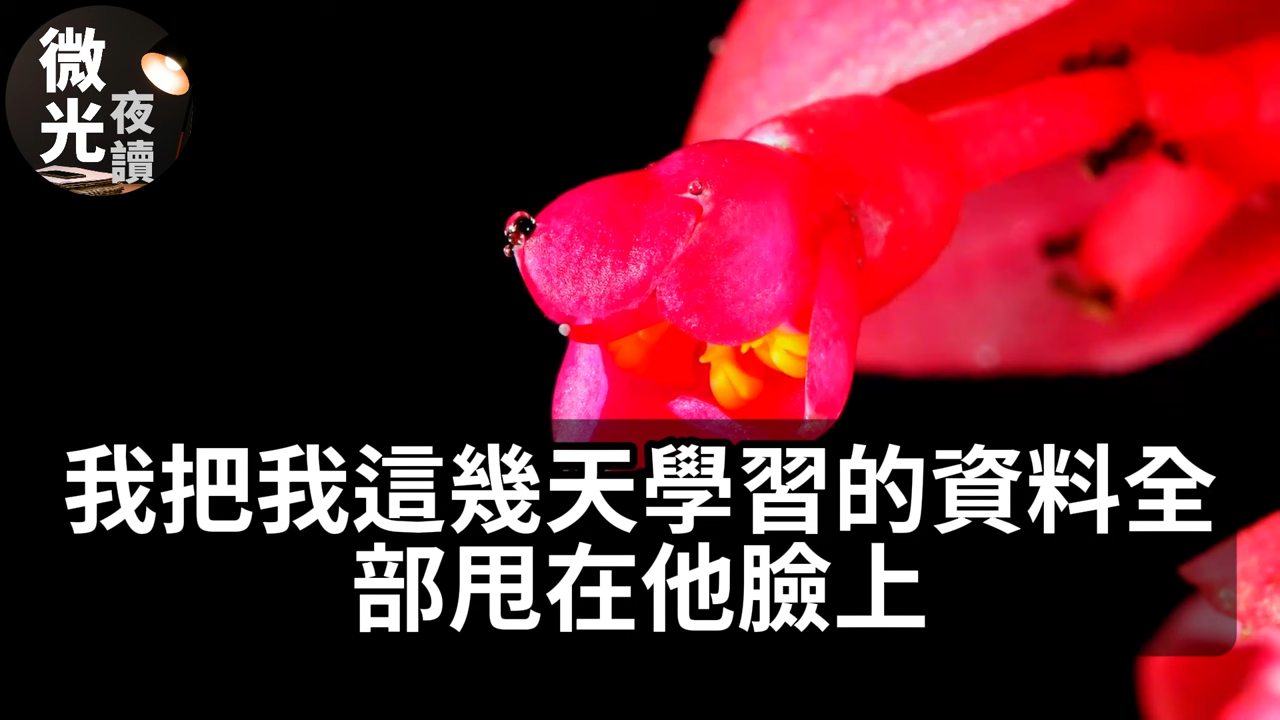 微光
夜讀
我把我這幾天學習的資料全
部甩在他臉上